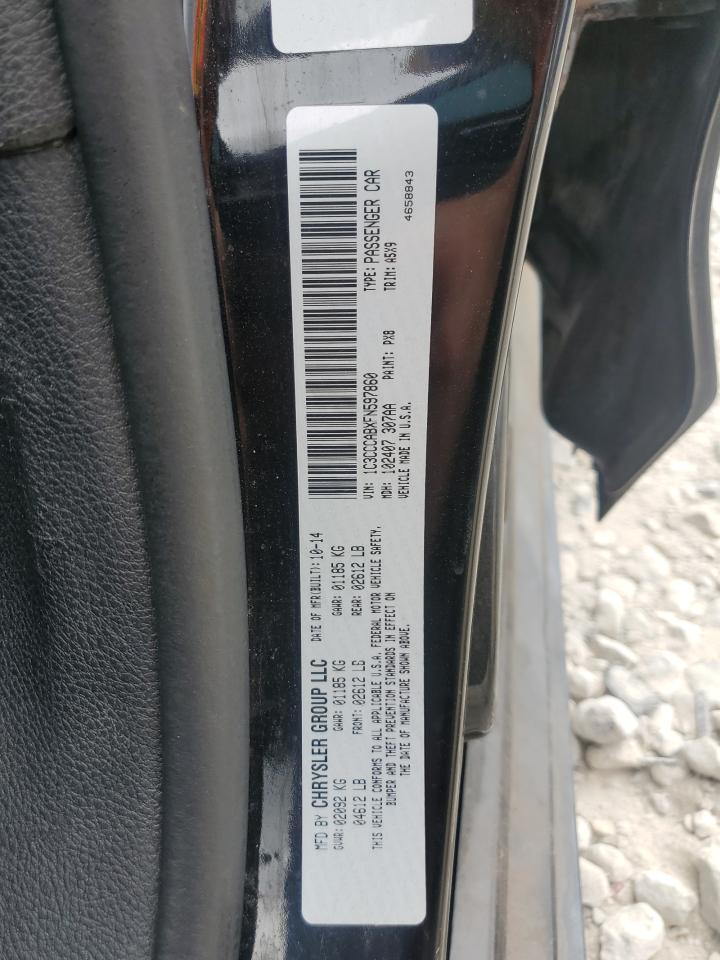 MFD BY CHRYSLER GROUP LLC DATE OF MFR(BUILT): 10-14
GVWR: 02092 KG GAWR: 01185 KG GAWR: 01185 KG
04612 LB FRONT: 02612 LB REAR: 02612 LB
THIS VEHICLE CONFORMS TO ALL APPLICABLE U.S.A. FEDERAL MOTOR VEHICLE SAFETY,
BUMPER AND THEFT PREVENTION STANDARDS IN EFFECT ON
THE DATE OF MANUFACTURE SHOWN ABOVE.
VIN: 1C3CCCABXFN597860 TYPE: PASSENGER CAR
MDH: 102407 307AA PAINT: PX8 TRIM: A5X9
VEHICLE MADE IN U.S.A. 4658843